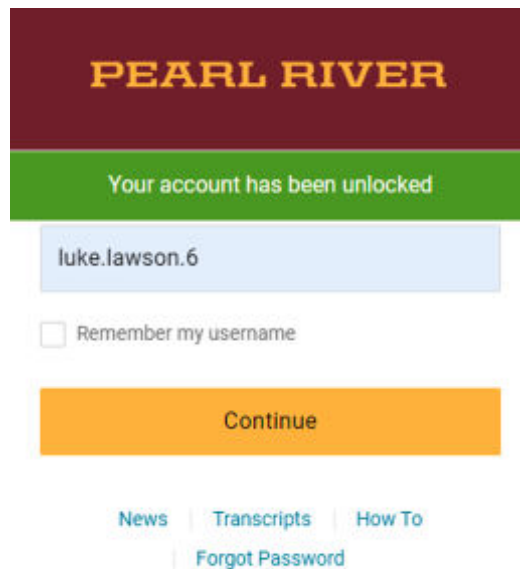 PEARL RIVER
Your account has been unlocked
luke.lawson.6
Remember my username
Continue
News Transcripts How To
Forgot Password